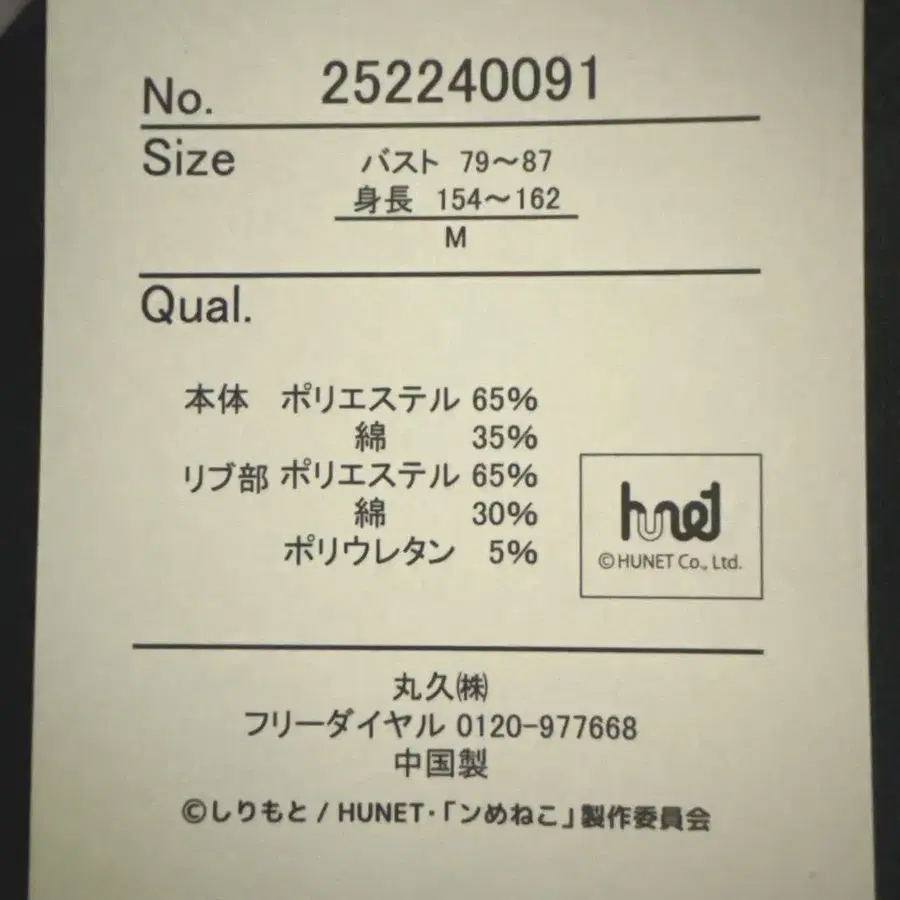 No. 252240091
Size
バスト 79～87
身長 154～162
M
Qual.
本体 ポリエステル 65%
綿 35%
リブ部 ポリエステル 65%
綿 30%
ポリウレタン 5%
hunet
©HUNET Co., Ltd.
丸久㈱
フリーダイヤル 0120-977668
中国製
©しりもと / HUNET・「ンめねこ」製作委員会